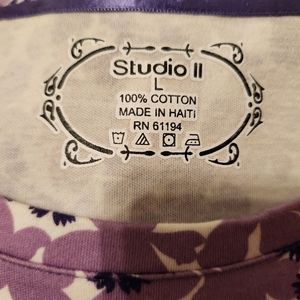 Studio II
L
100% COTTON
MADE IN HAITI
RN 61194